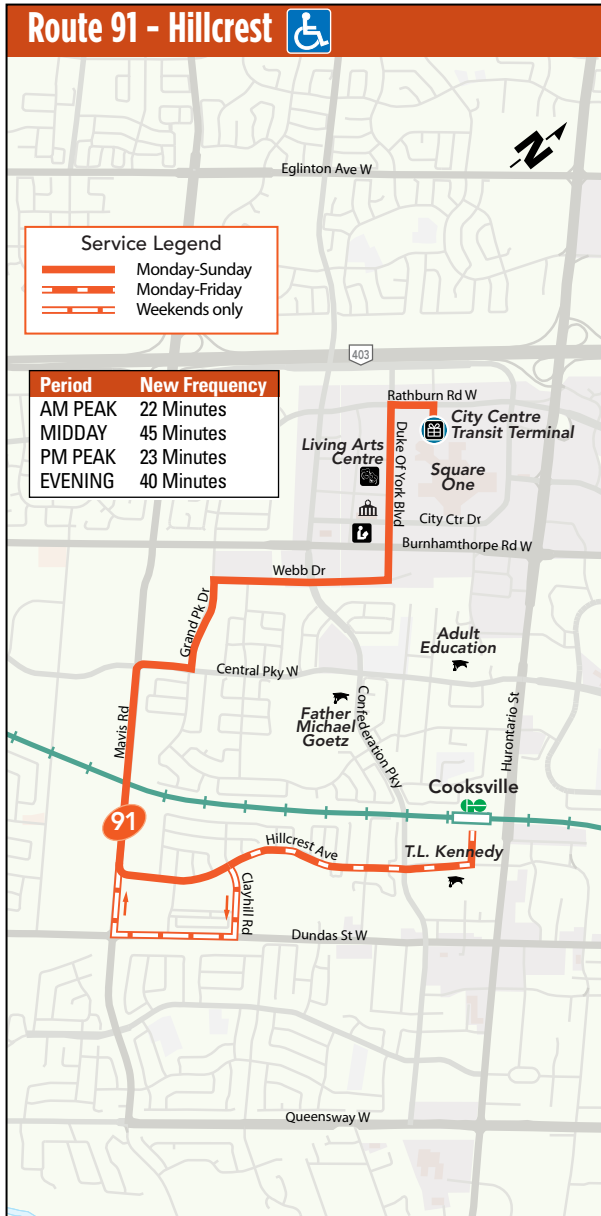 Route 91 - Hillcrest
N
Eglinton Ave W
Service Legend
Monday-Sunday
Monday-Friday
Weekends only
403
Period New Frequency
AM PEAK 22 Minutes
MIDDAY 45 Minutes
PM PEAK 23 Minutes
EVENING 40 Minutes
Rathburn Rd W
City Centre
Transit Terminal
Living Arts
Centre
Duke Of York Blvd
Square
One
City Ctr Dr
Burnhamthorpe Rd W
Webb Dr
Grand Pk Dr
Adult
Education
Central Pky W
Father
Michael
Goetz
Confederation Pky
Hurontario St
Mavis Rd
Cooksville
91
Hillcrest Ave
T.L. Kennedy
Clayhill Rd
Dundas St W
Queensway W